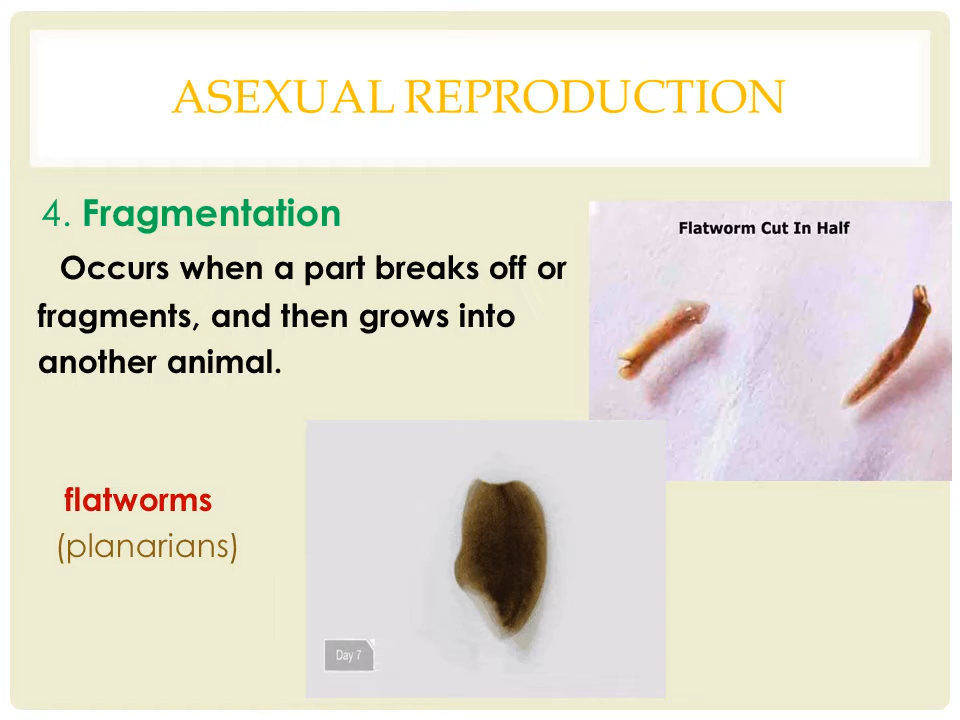 ASEXUAL REPRODUCTION
4. Fragmentation
Occurs when a part breaks off or
fragments, and then grows into
another animal.
Flatworm Cut In Half
flatworms
(planarians)
Day 7